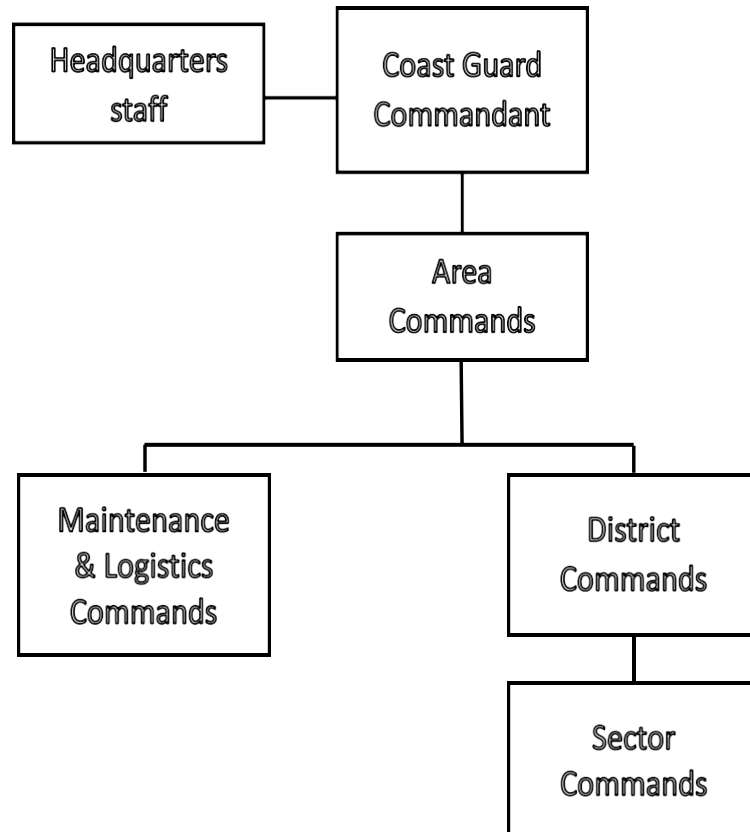 Headquarters
staff
Coast Guard
Commandant
Area
Commands
Maintenance
& Logistics
Commands
District
Commands
Sector
Commands